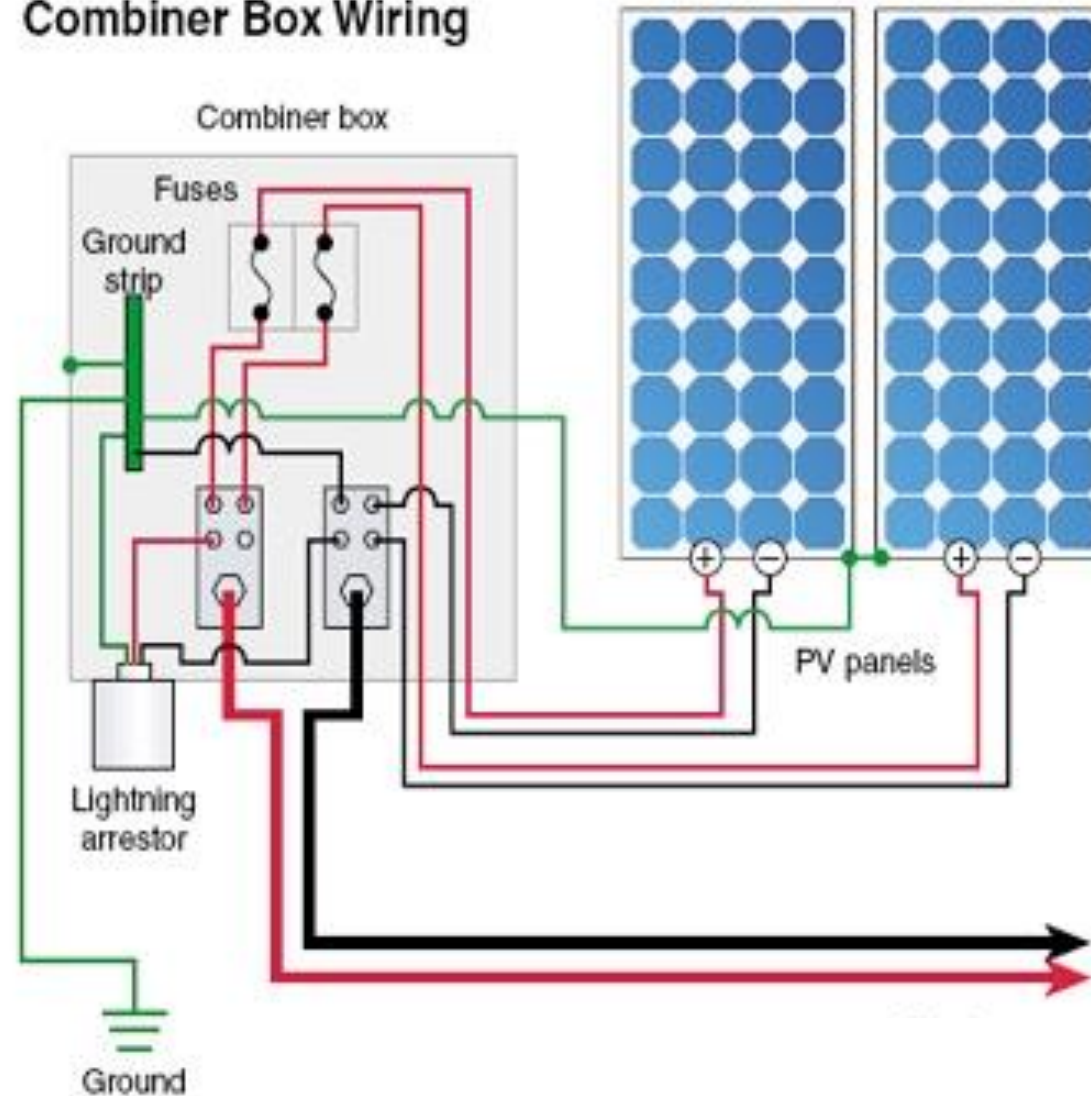 Combiner Box Wiring
Combiner box
Fuses
Ground
strip
+
−
+
−
PV panels
Lightning
arrestor
Ground